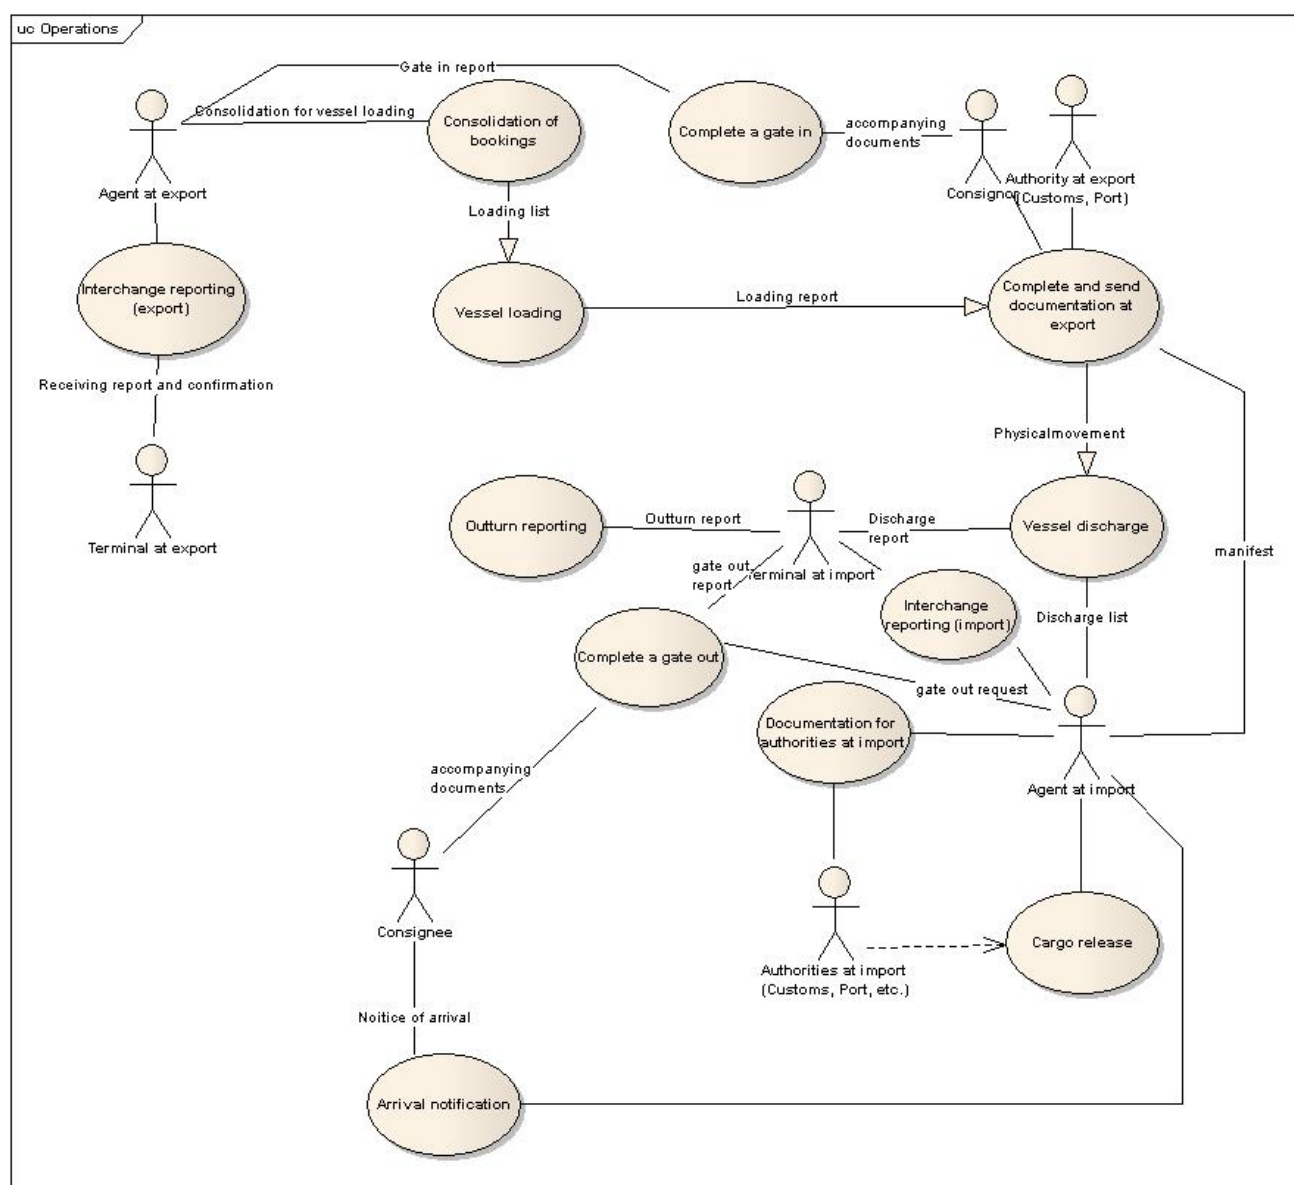 uc Operations
Gate in report
Consolidation for vessel loading
Consolidation of
bookings
Complete a gate in
accompanying
documents
Agent at export
Consignor
Authority at export
(Customs, Port)
Loading list
Interchange reporting
(export)
Vessel loading
Loading report
Complete and send
documentation at
export
Receiving report and confirmation
Physicalmovement
Terminal at export
Outturn reporting
Outturn report
Discharge
report
Vessel discharge
manifest
gate out
report
Terminal at import
Interchange
reporting (import)
Discharge list
Complete a gate out
gate out request
Documentation for
authorities at import
accompanying
documents
Agent at import
Consignee
Cargo release
Authorities at import
(Customs, Port, etc.)
Noitice of arrival
Arrival notification